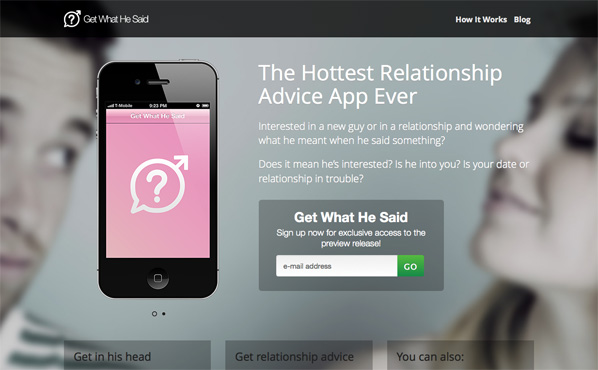 Get What He Said
How It Works Blog
T-Mobile 9:23 PM
Get What He Said
The Hottest Relationship
Advice App Ever
Interested in a new guy or in a relationship and wondering
what he meant when he said something?
Does it mean he's interested? Is he into you? Is your date or
relationship in trouble?
Get What He Said
Sign up now for exclusive access to the
preview release!
e-mail address GO
Get in his head Get relationship advice You can also: